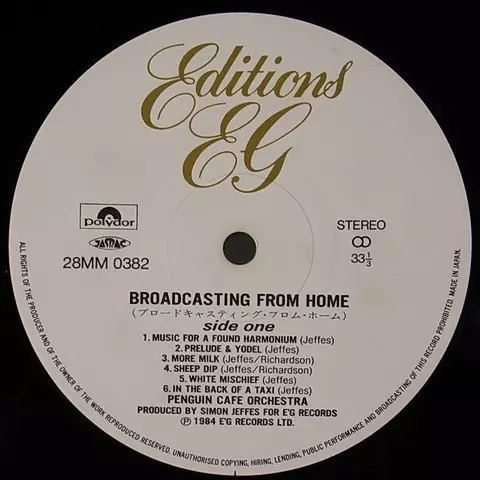 Editions
EG
polydor
JASRAC
28MM 0382
STEREO
33⅓
BROADCASTING FROM HOME
(ブロードキャスティング・フロム・ホーム)
side one
1. MUSIC FOR A FOUND HARMONIUM (Jeffes)
2. PRELUDE & YODEL (Jeffes)
3. MORE MILK (Jeffes/Richardson)
4. SHEEP DIP (Jeffes/Richardson)
5. WHITE MISCHIEF (Jeffes)
6. IN THE BACK OF A TAXI (Jeffes)
PENGUIN CAFE ORCHESTRA
PRODUCED BY SIMON JEFFES FOR E'G RECORDS
Ⓟ 1984 E'G RECORDS LTD.
ALL RIGHTS OF THE PRODUCER AND OF THE OWNER OF THE WORK REPRODUCED RESERVED. UNAUTHORISED COPYING, HIRING, LENDING, PUBLIC PERFORMANCE AND BROADCASTING OF THIS RECORD PROHIBITED. MADE IN JAPAN.